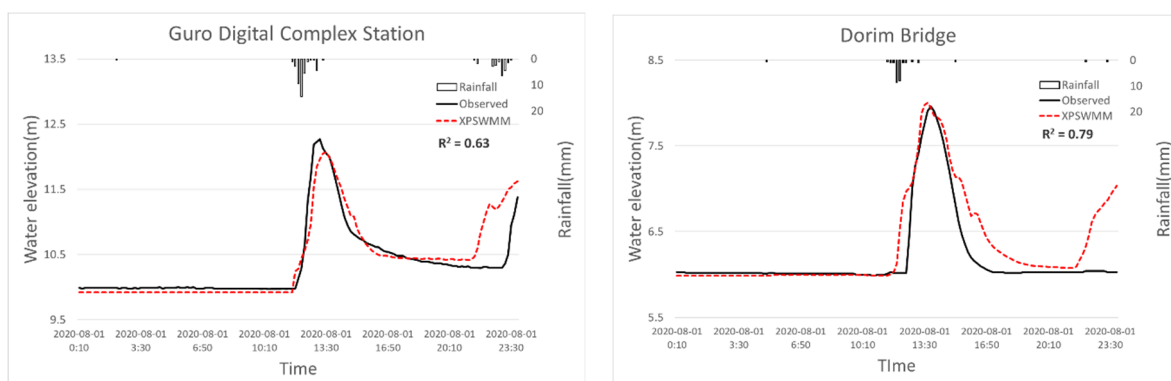 Guro Digital Complex Station
13.5
12.5
11.5
10.5
9.5
Water elevation(m)
0
10
20
Rainfall(mm)
Rainfall
Observed
XPSWMM
R² = 0.63
2020-08-01 2020-08-01 2020-08-01 2020-08-01 2020-08-01 2020-08-01 2020-08-01 2020-08-01
0:10 3:30 6:50 10:10 13:30 16:50 20:10 23:30
Time
Dorim Bridge
8.5
7.5
6.5
5.5
Water elevation(m)
0
10
20
Rainfall(mm)
Rainfall
Observed
XPSWMM
R² = 0.79
2020-08-01 2020-08-01 2020-08-01 2020-08-01 2020-08-01 2020-08-01 2020-08-01 2020-08-01
0:10 3:30 6:50 10:10 13:30 16:50 20:10 23:30
TIme